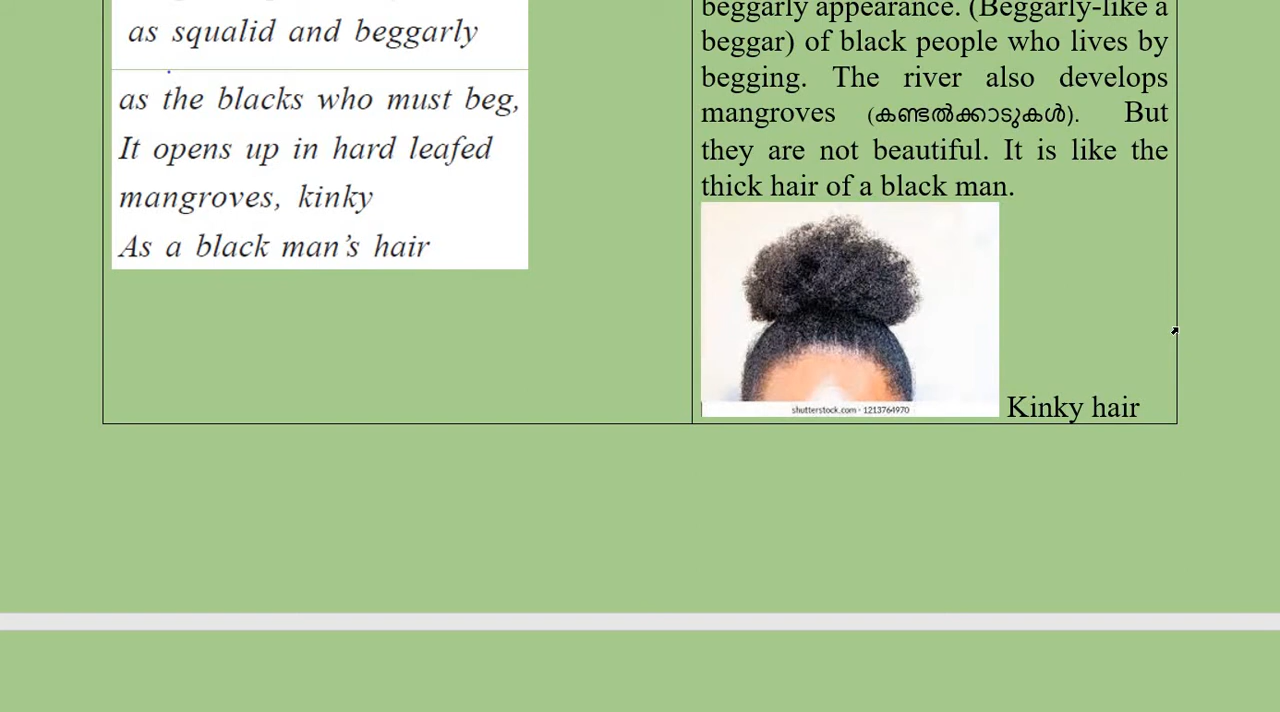 as squalid and beggarly
as the blacks who must beg,
It opens up in hard leafed
mangroves, kinky
As a black man's hair
beggarly appearance. (Beggarly-like a
beggar) of black people who lives by
begging. The river also develops
mangroves (കണ്ടൽക്കാടുകൾ). But
they are not beautiful. It is like the
thick hair of a black man.
shutterstock.com · 1213764970
Kinky hair